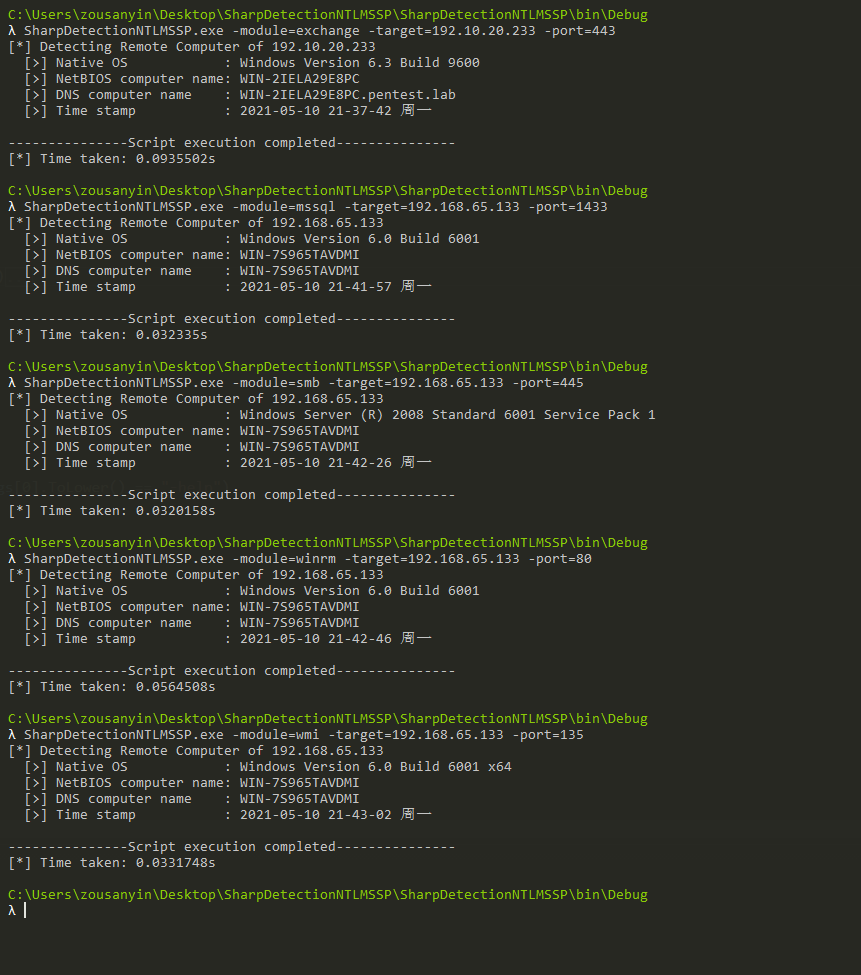 C:\Users\zousanyin\Desktop\SharpDetectionNTLMSSP\SharpDetectionNTLMSSP\bin\Debug
λ SharpDetectionNTLMSSP.exe -module=exchange -target=192.10.20.233 -port=443
[*] Detecting Remote Computer of 192.10.20.233
  [>] Native OS            : Windows Version 6.3 Build 9600
  [>] NetBIOS computer name: WIN-2IELA29E8PC
  [>] DNS computer name    : WIN-2IELA29E8PC.pentest.lab
  [>] Time stamp           : 2021-05-10 21-37-42 周一
---------------Script execution completed---------------
[*] Time taken: 0.0935502s
C:\Users\zousanyin\Desktop\SharpDetectionNTLMSSP\SharpDetectionNTLMSSP\bin\Debug
λ SharpDetectionNTLMSSP.exe -module=mssql -target=192.168.65.133 -port=1433
[*] Detecting Remote Computer of 192.168.65.133
  [>] Native OS            : Windows Version 6.0 Build 6001
  [>] NetBIOS computer name: WIN-7S965TAVDMI
  [>] DNS computer name    : WIN-7S965TAVDMI
  [>] Time stamp           : 2021-05-10 21-41-57 周一
---------------Script execution completed---------------
[*] Time taken: 0.032335s
C:\Users\zousanyin\Desktop\SharpDetectionNTLMSSP\SharpDetectionNTLMSSP\bin\Debug
λ SharpDetectionNTLMSSP.exe -module=smb -target=192.168.65.133 -port=445
[*] Detecting Remote Computer of 192.168.65.133
  [>] Native OS            : Windows Server (R) 2008 Standard 6001 Service Pack 1
  [>] NetBIOS computer name: WIN-7S965TAVDMI
  [>] DNS computer name    : WIN-7S965TAVDMI
  [>] Time stamp           : 2021-05-10 21-42-26 周一
---------------Script execution completed---------------
[*] Time taken: 0.0320158s
C:\Users\zousanyin\Desktop\SharpDetectionNTLMSSP\SharpDetectionNTLMSSP\bin\Debug
λ SharpDetectionNTLMSSP.exe -module=winrm -target=192.168.65.133 -port=80
[*] Detecting Remote Computer of 192.168.65.133
  [>] Native OS            : Windows Version 6.0 Build 6001
  [>] NetBIOS computer name: WIN-7S965TAVDMI
  [>] DNS computer name    : WIN-7S965TAVDMI
  [>] Time stamp           : 2021-05-10 21-42-46 周一
---------------Script execution completed---------------
[*] Time taken: 0.0564508s
C:\Users\zousanyin\Desktop\SharpDetectionNTLMSSP\SharpDetectionNTLMSSP\bin\Debug
λ SharpDetectionNTLMSSP.exe -module=wmi -target=192.168.65.133 -port=135
[*] Detecting Remote Computer of 192.168.65.133
  [>] Native OS            : Windows Version 6.0 Build 6001 x64
  [>] NetBIOS computer name: WIN-7S965TAVDMI
  [>] DNS computer name    : WIN-7S965TAVDMI
  [>] Time stamp           : 2021-05-10 21-43-02 周一
---------------Script execution completed---------------
[*] Time taken: 0.0331748s
C:\Users\zousanyin\Desktop\SharpDetectionNTLMSSP\SharpDetectionNTLMSSP\bin\Debug
λ